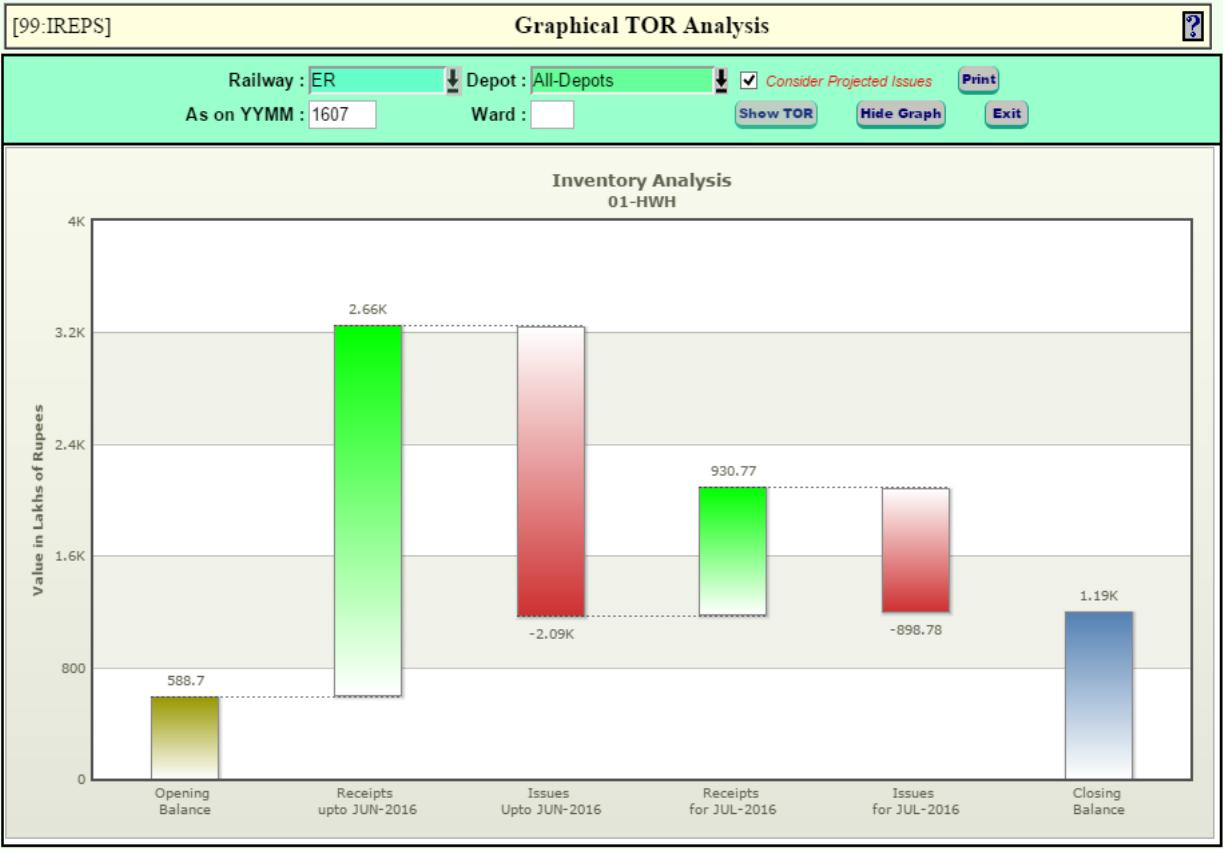 [99:IREPS] Graphical TOR Analysis ?
Railway : ER Depot : All-Depots Consider Projected Issues Print
As on YYMM : 1607 Ward : Show TOR Hide Graph Exit
Inventory Analysis
01-HWH
Value in Lakhs of Rupees
4K
3.2K
2.4K
1.6K
800
0
588.7
2.66K
-2.09K
930.77
-898.78
1.19K
Opening
Balance
Receipts
upto JUN-2016
Issues
Upto JUN-2016
Receipts
for JUL-2016
Issues
for JUL-2016
Closing
Balance